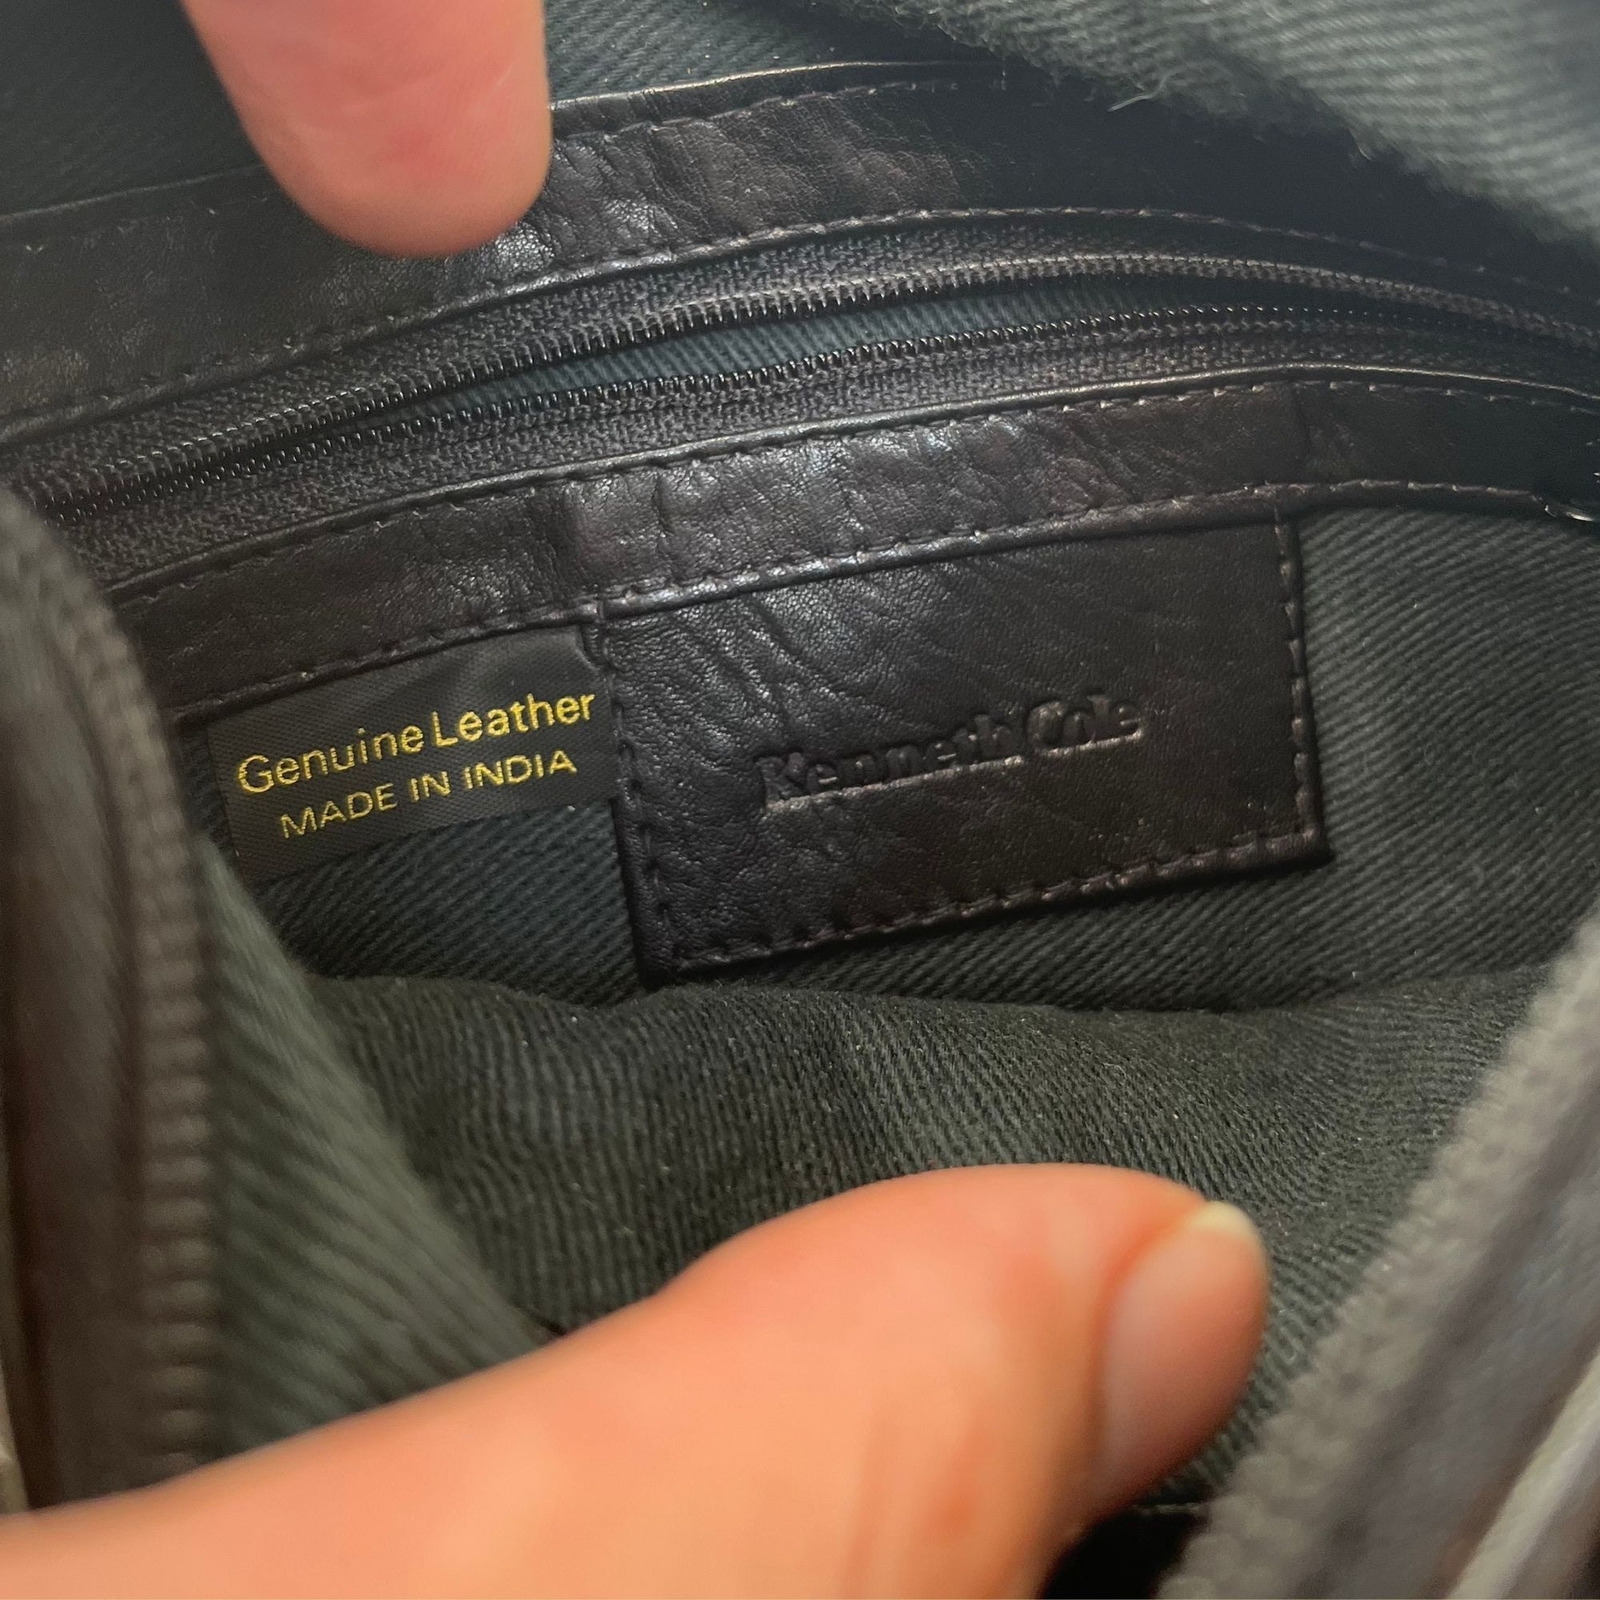 Genuine Leather
MADE IN INDIA
Kenneth Cole